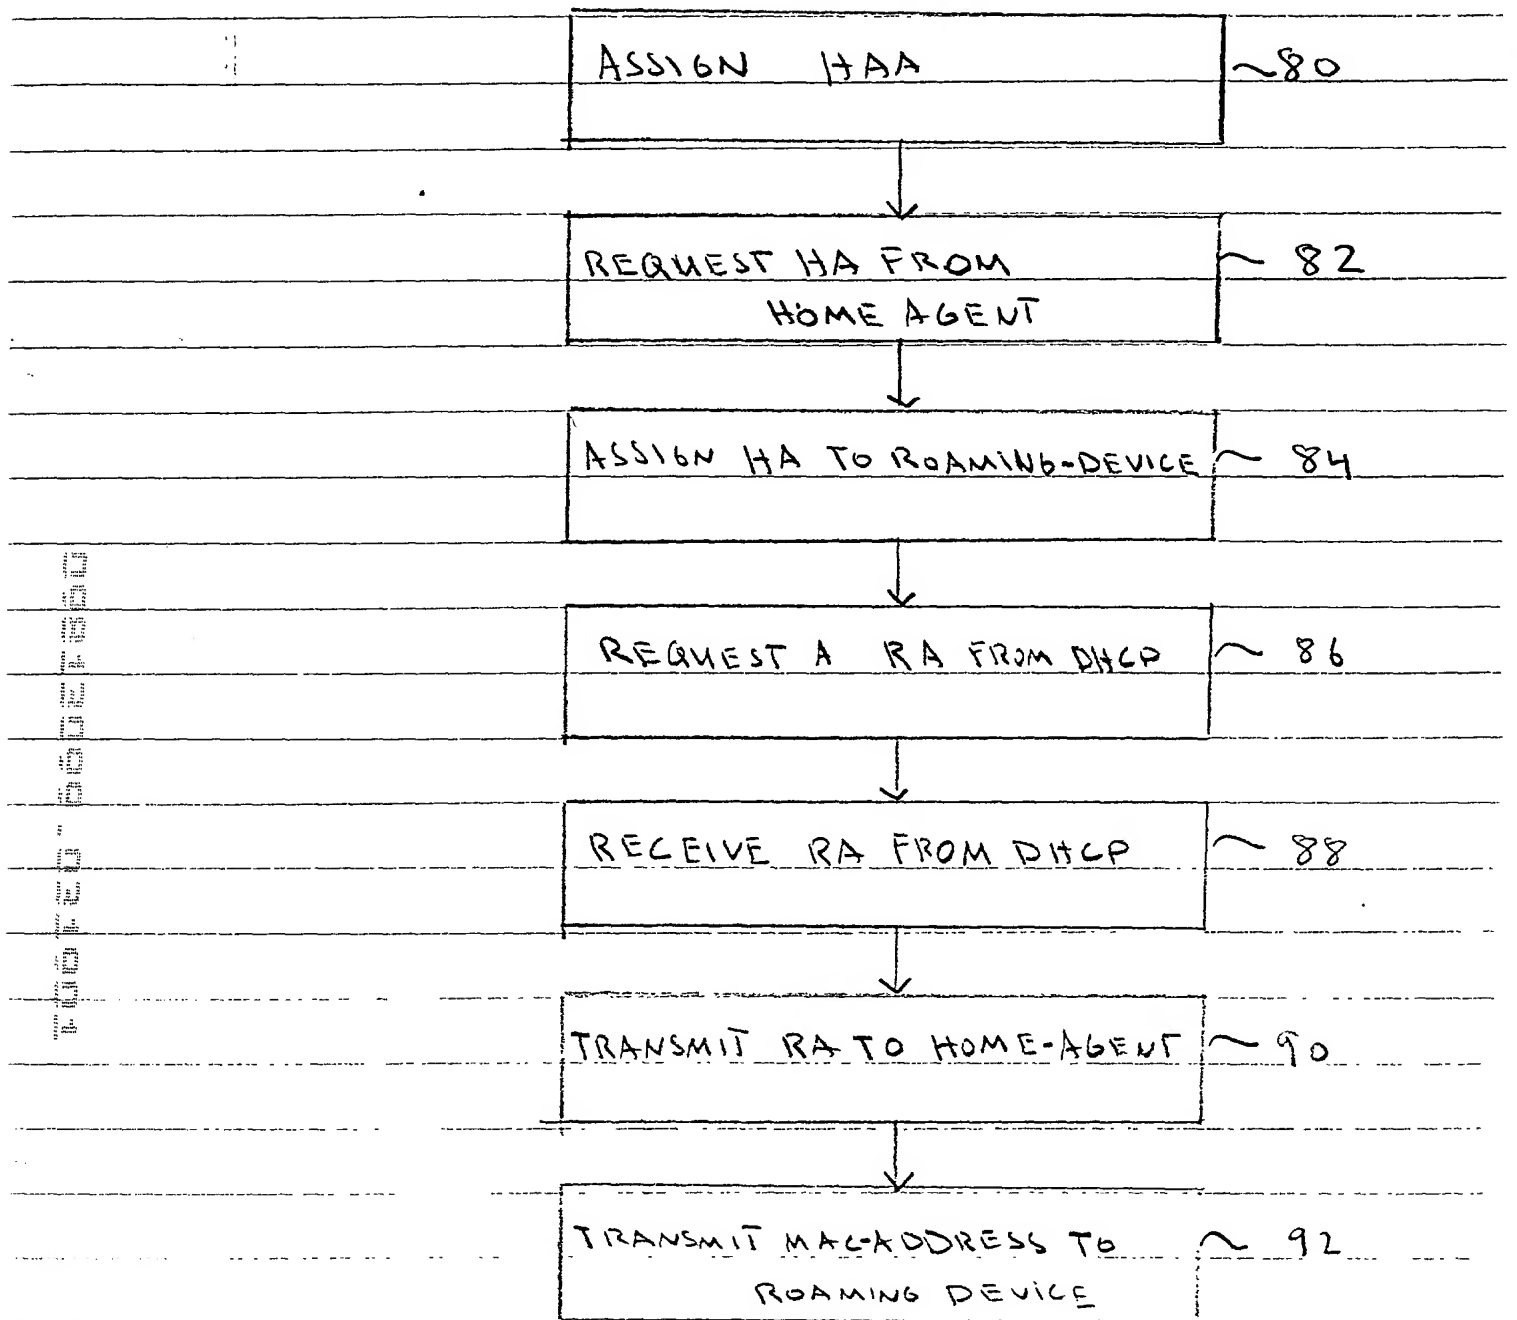 ASSIGN HAA ~80
REQUEST HA FROM ~ 82
HOME AGENT
ASSIGN HA TO ROAMING-DEVICE ~ 84
REQUEST A RA FROM DHCP ~ 86
RECEIVE RA FROM DHCP ~ 88
TRANSMIT RA TO HOME-AGENT ~ 90
TRANSMIT MAC-ADDRESS TO ~ 92
ROAMING DEVICE